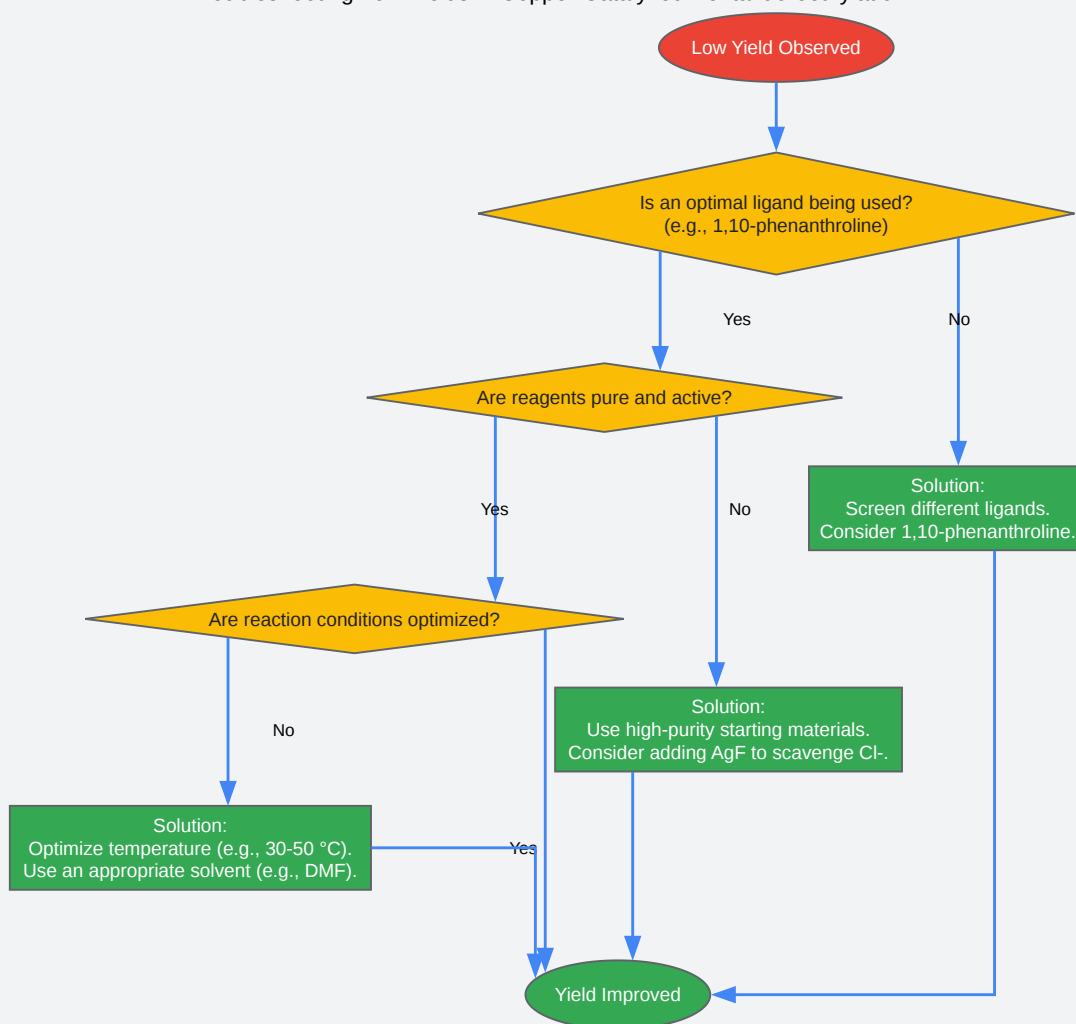 Low Yield Observed
Is an optimal ligand being used?
(e.g., 1,10-phenanthroline)
Yes
No
Are reagents pure and active?
Yes
No
Solution:
Screen different ligands.
Consider 1,10-phenanthroline.
Are reaction conditions optimized?
No
Solution:
Use high-purity starting materials.
Consider adding AgF to scavenge Cl-.
Solution:
Optimize temperature (e.g., 30-50 °C).
Use an appropriate solvent (e.g., DMF).
Yes
Yield Improved